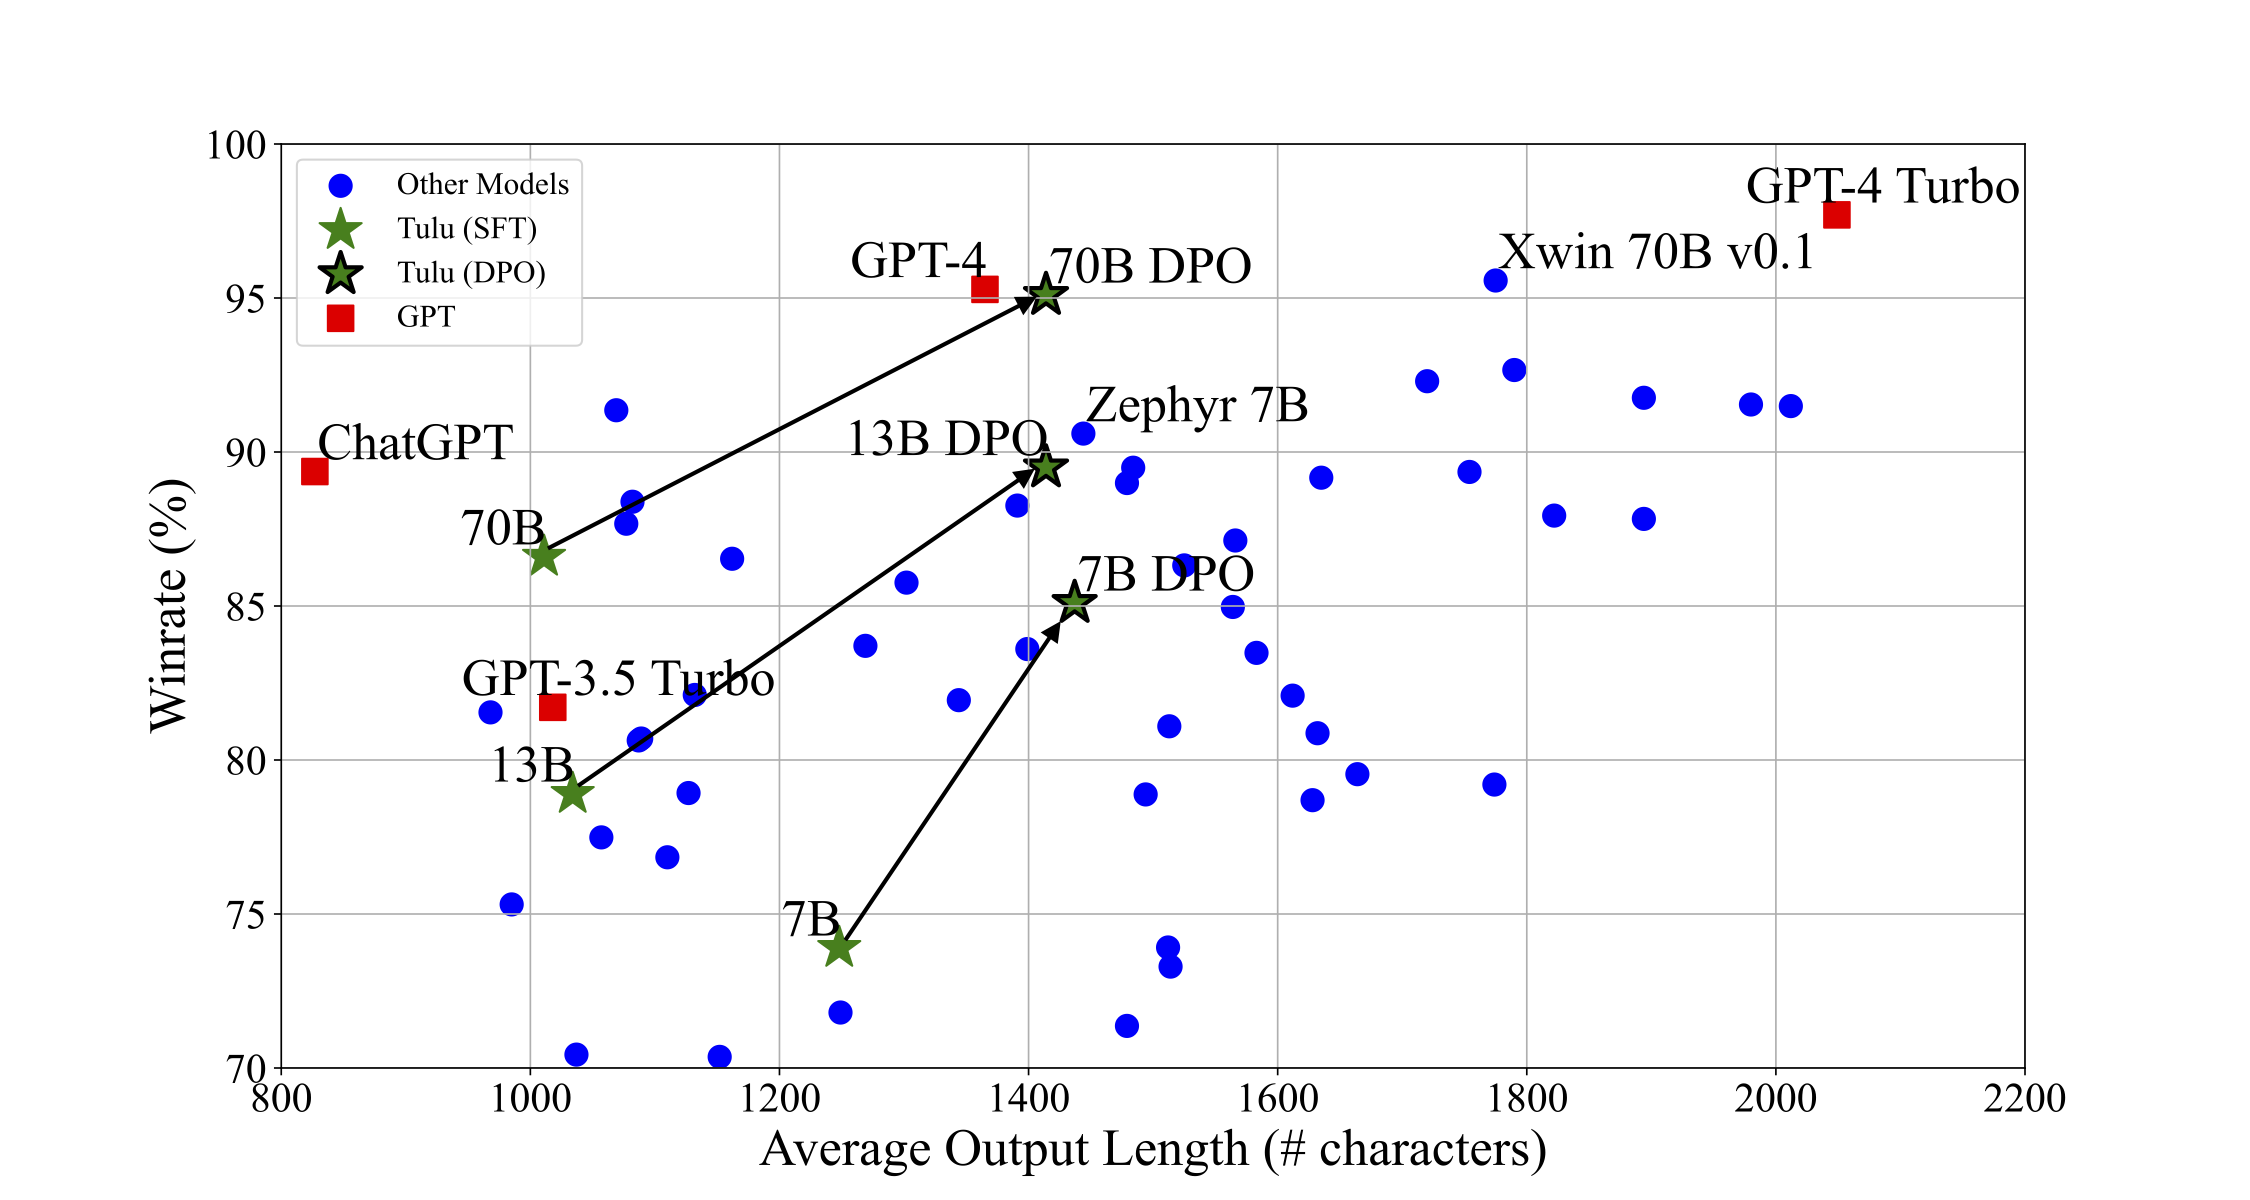 100
95
90
85
80
75
70
Winrate (%)
Other Models
Tulu (SFT)
Tulu (DPO)
GPT
GPT-4 Turbo
Xwin 70B v0.1
GPT-4
70B DPO
Zephyr 7B
13B DPO
ChatGPT
70B
7B DPO
GPT-3.5 Turbo
13B
7B
800
1000
1200
1400
1600
1800
2000
2200
Average Output Length (# characters)